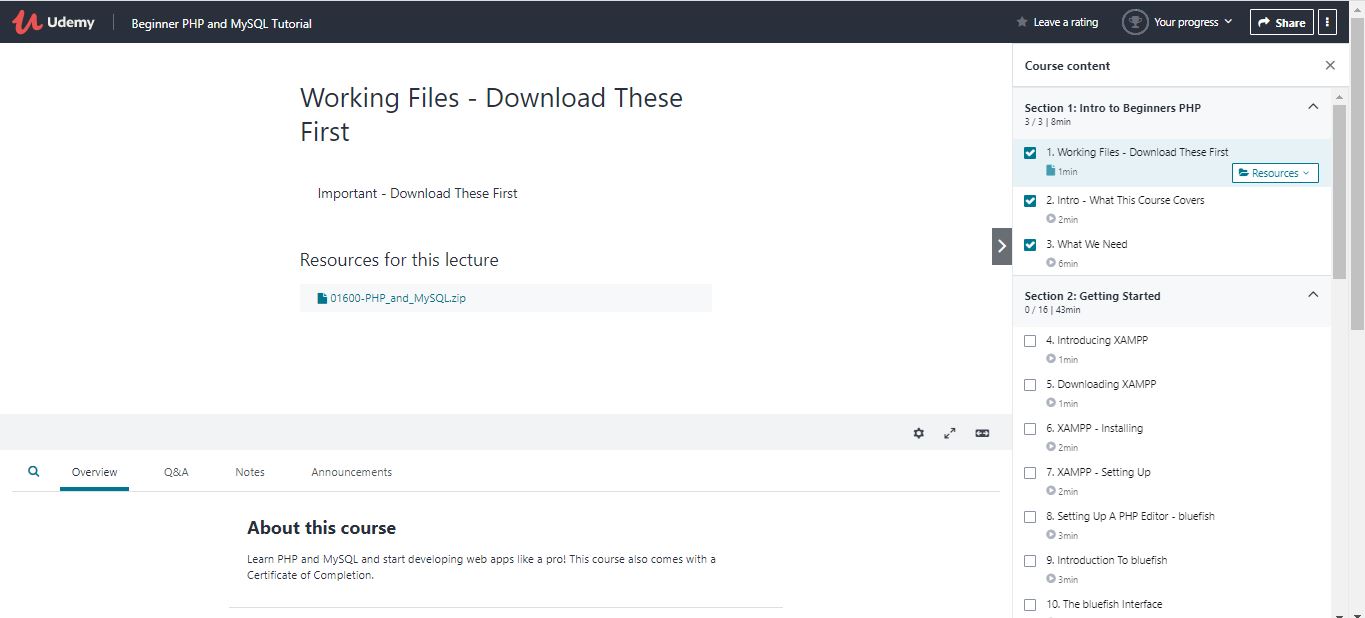 Udemy
Beginner PHP and MySQL Tutorial
Leave a rating
Your progress
Share
Working Files - Download These
First
Important - Download These First
Resources for this lecture
01600-PHP_and_MySQL.zip
Overview
Q&A
Notes
Announcements
About this course
Learn PHP and MySQL and start developing web apps like a pro! This course also comes with a
Certificate of Completion.
Course content
Section 1: Intro to Beginners PHP
3 / 3 | 8min
1. Working Files - Download These First
1min
Resources
2. Intro - What This Course Covers
2min
3. What We Need
6min
Section 2: Getting Started
0 / 16 | 43min
4. Introducing XAMPP
1min
5. Downloading XAMPP
1min
6. XAMPP - Installing
2min
7. XAMPP - Setting Up
2min
8. Setting Up A PHP Editor - bluefish
3min
9. Introduction To bluefish
3min
10. The bluefish Interface